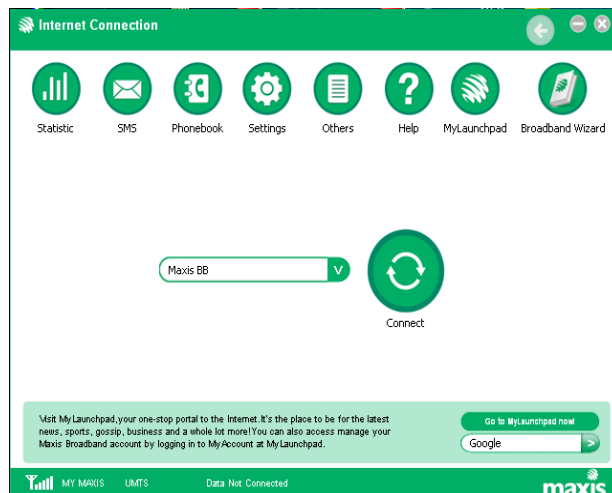 Internet Connection
Statistic
SMS
Phonebook
Settings
Others
Help
MyLaunchpad
Broadband Wizard
Maxis BB
Connect
Visit MyLaunchpad,your one-stop portal to the Internet.It's the place to be for the latest
news, sports, gossip, business and a whole lot more!You can also access manage your
Maxis Broadband account by logging in to MyAccount at MyLaunchpad.
Go to MyLaunchpad now!
Google
MY MAXIS UMTS Data Not Connected
maxis